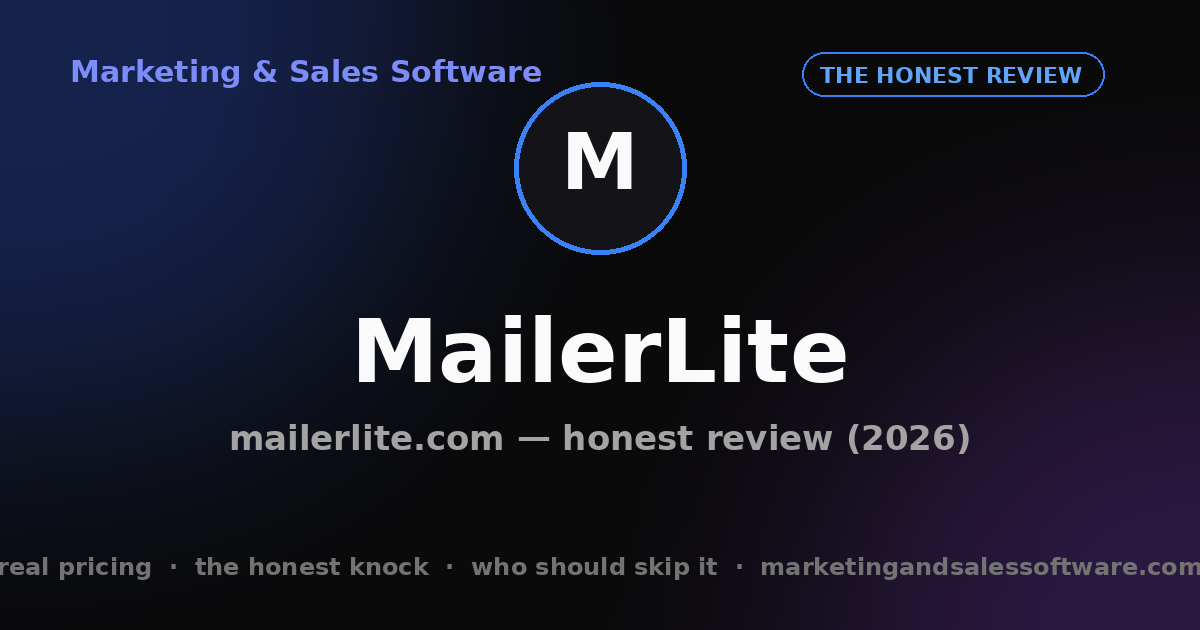 Marketing & Sales Software
THE HONEST REVIEW
M
MailerLite
mailerlite.com — honest review (2026)
real pricing · the honest knock · who should skip it · marketingandsalessoftware.com